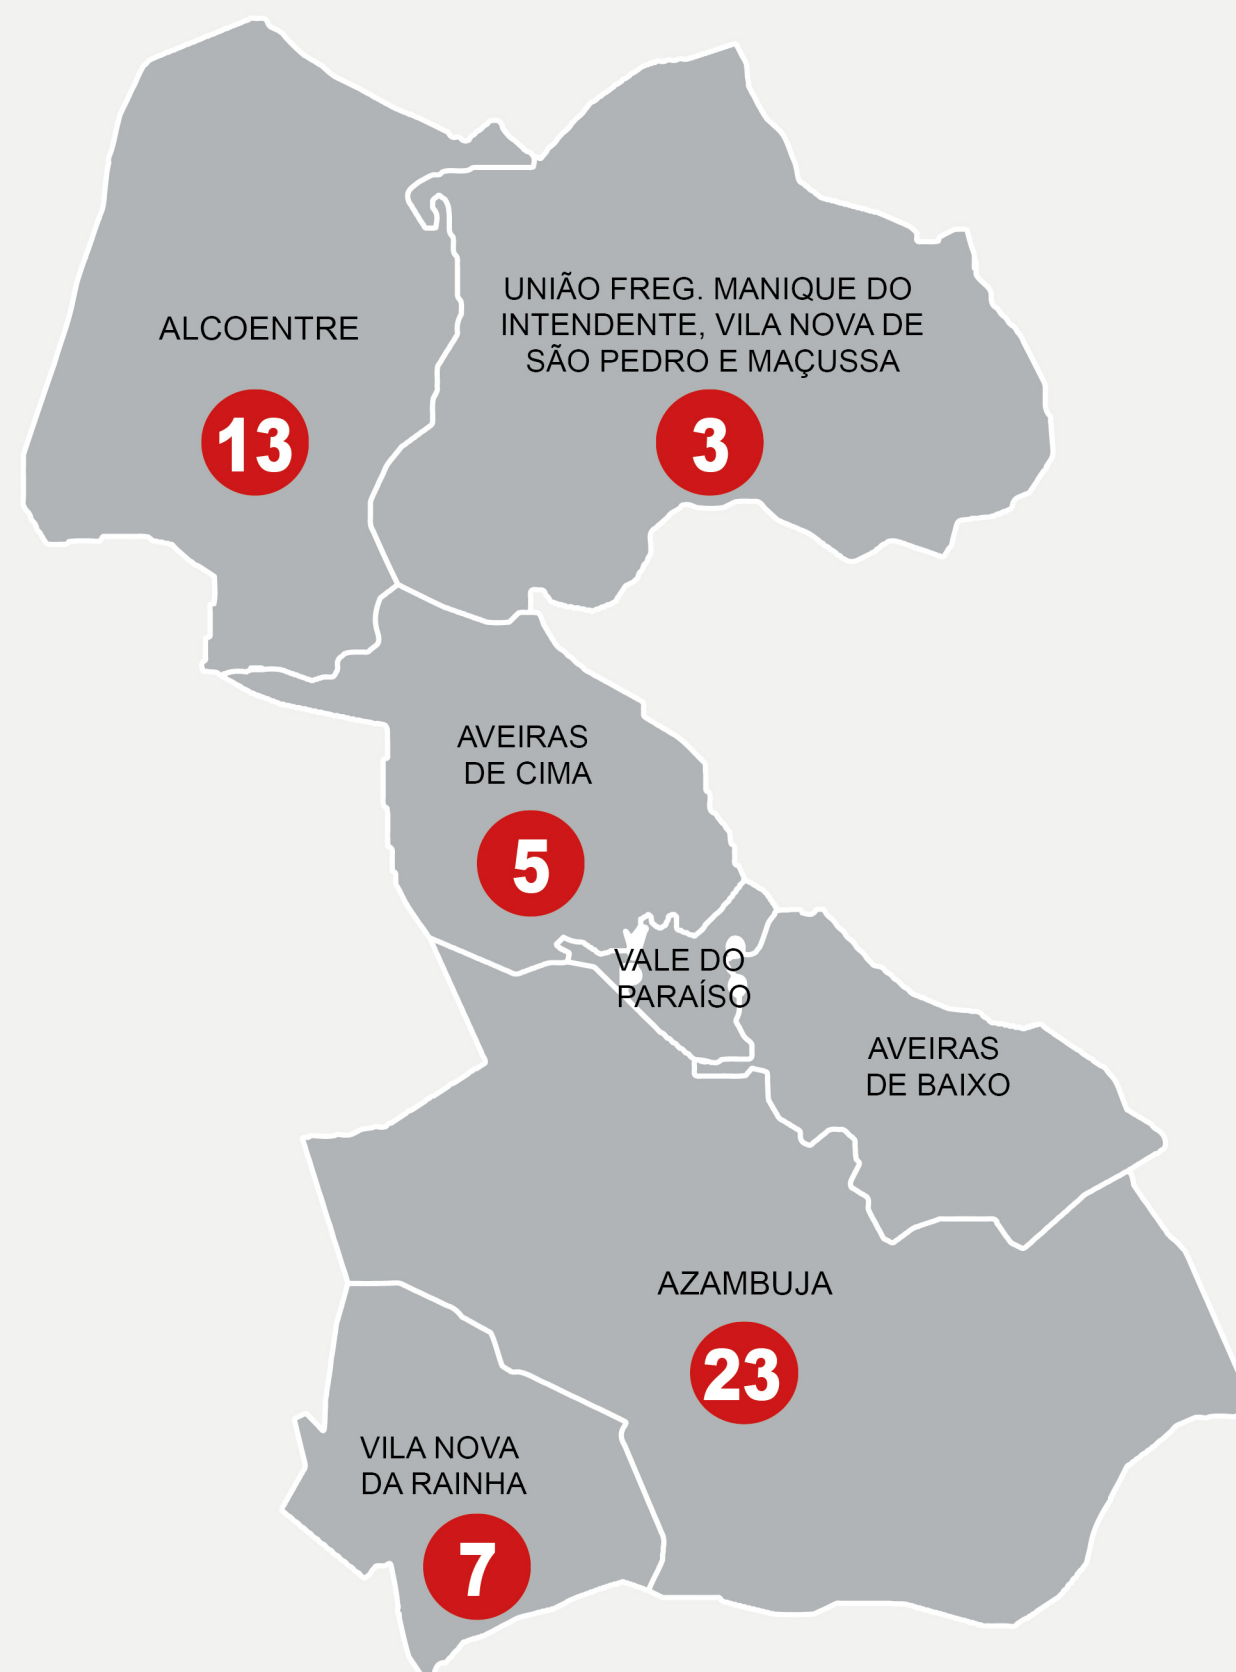 ALCOENTRE
13
UNIÃO FREG. MANIQUE DO
INTENDENTE, VILA NOVA DE
SÃO PEDRO E MAÇUSSA
3
AVEIRAS
DE CIMA
5
VALE DO
PARAÍSO
AVEIRAS
DE BAIXO
AZAMBUJA
23
VILA NOVA
DA RAINHA
7